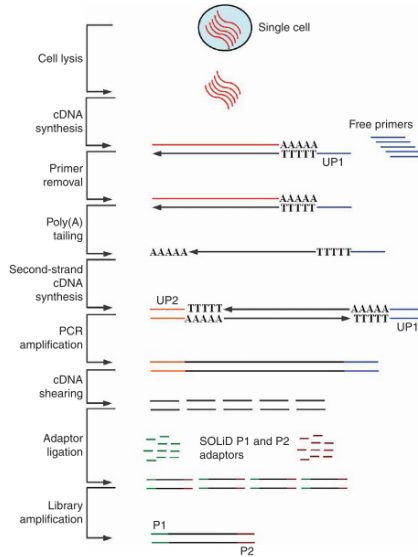 Single cell
Cell lysis
cDNA
synthesis
Free primers
AAAAA
TTTTT
UP1
Primer
removal
AAAAA
TTTTT
Poly(A)
tailing
AAAAA
TTTTT
Second-strand
cDNA
synthesis
UP2
TTTTT
AAAAA
AAAAA
TTTTT
UP1
PCR
amplification
cDNA
shearing
Adaptor
ligation
SOLiD P1 and P2
adaptors
Library
amplification
P1
P2